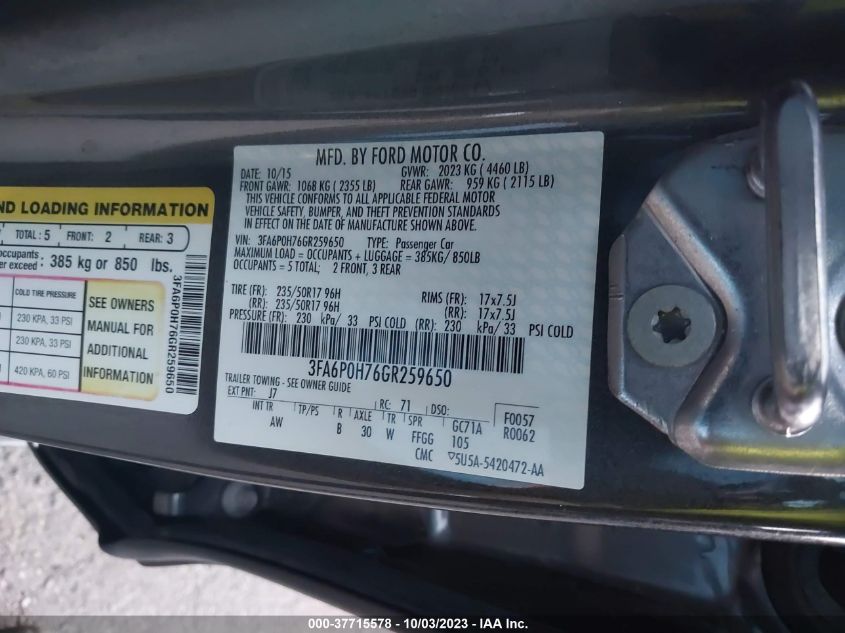 ND LOADING INFORMATION
TOTAL: 5 FRONT: 2 REAR: 3
occupants
er exceed : 385 kg or 850 lbs.
COLD TIRE PRESSURE
230 KPA, 33 PSI
230 KPA, 33 PSI
420 KPA, 60 PSI
SEE OWNERS
MANUAL FOR
ADDITIONAL
INFORMATION
3FA6P0H76GR259650
MFD. BY FORD MOTOR CO.
DATE: 10/15 GVWR: 2023 KG ( 4460 LB)
FRONT GAWR: 1068 KG ( 2355 LB) REAR GAWR: 959 KG ( 2115 LB)
THIS VEHICLE CONFORMS TO ALL APPLICABLE FEDERAL MOTOR
VEHICLE SAFETY, BUMPER, AND THEFT PREVENTION STANDARDS
IN EFFECT ON THE DATE OF MANUFACTURE SHOWN ABOVE.
VIN: 3FA6P0H76GR259650 TYPE: Passenger Car
MAXIMUM LOAD = OCCUPANTS + LUGGAGE = 385KG/ 850LB
OCCUPANTS = 5 TOTAL; 2 FRONT, 3 REAR
TIRE (FR): 235/50R17 96H RIMS (FR): 17x7.5J
(RR): 235/50R17 96H (RR): 17x7.5J
PRESSURE (FR): 230 kPa/ 33 PSI COLD (RR): 230 kPa/ 33 PSI COLD
3FA6P0H76GR259650
TRAILER TOWING - SEE OWNER GUIDE
EXT PNT: J7 RC: 71 DSO: F0057
INT TR TP/PS R AXLE TR SPR GC71A R0062
AW B 30 W FFGG 105
CMC ▽5U5A-5420472-AA
000-37715578 - 10/03/2023 - IAA Inc.